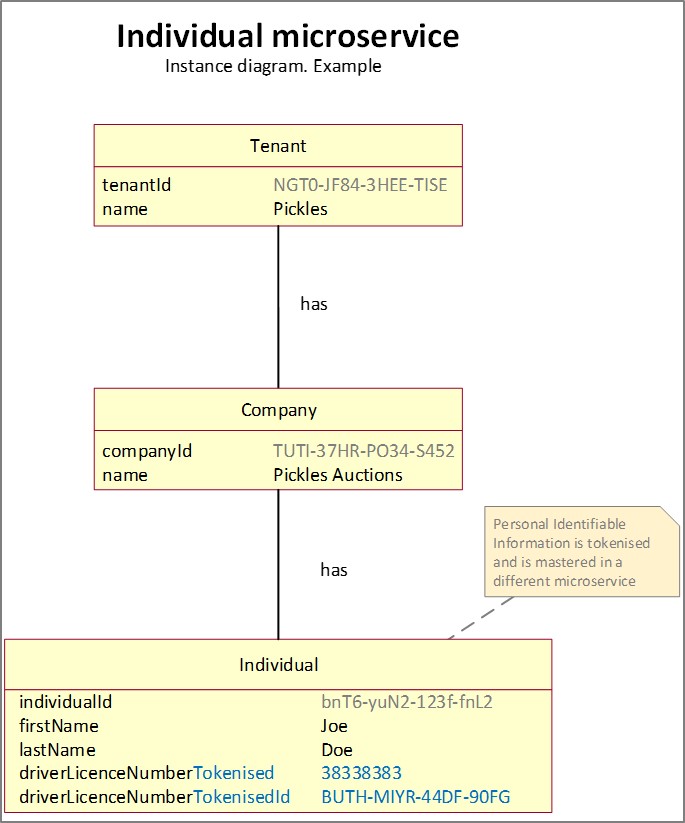 Individual microservice
Instance diagram. Example
Tenant
tenantId NGT0-JF84-3HEE-TISE
name Pickles
has
Company
companyId TUTI-37HR-PO34-S452
name Pickles Auctions
Personal Identifiable
Information is tokenised
and is mastered in a
different microservice
has
Individual
individualId bnT6-yuN2-123f-fnL2
firstName Joe
lastName Doe
driverLicenceNumberTokenised 38338383
driverLicenceNumberTokenisedId BUTH-MIYR-44DF-90FG